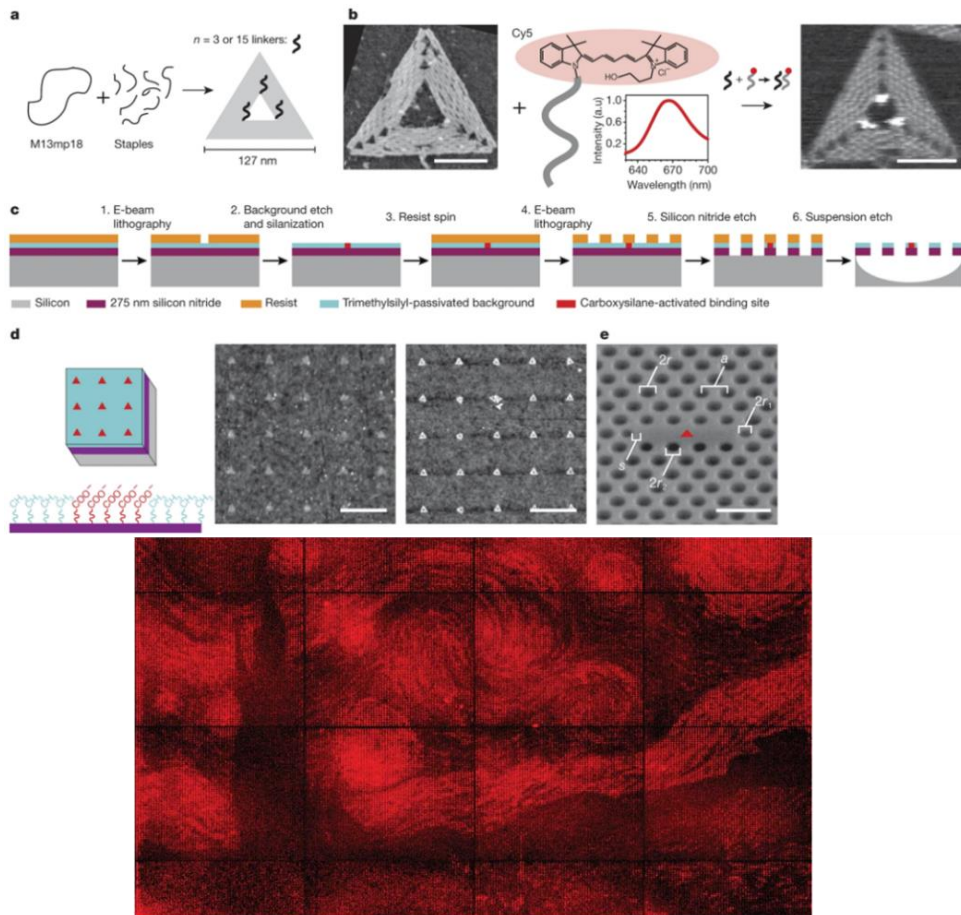 a
n = 3 or 15 linkers:
M13mp18
Staples
127 nm
b
Cy5
N
N
+
HO
Cl−
Intensity (a.u)
1.0
0.6
0.2
640
670
700
Wavelength (nm)
c
1. E-beam
lithography
2. Background etch
and silanization
3. Resist spin
4. E-beam
lithography
5. Silicon nitride etch
6. Suspension etch
Silicon
275 nm silicon nitride
Resist
Trimethylsilyl-passivated background
Carboxysilane-activated binding site
d
e
2r
a
2r₁
s
2r₂